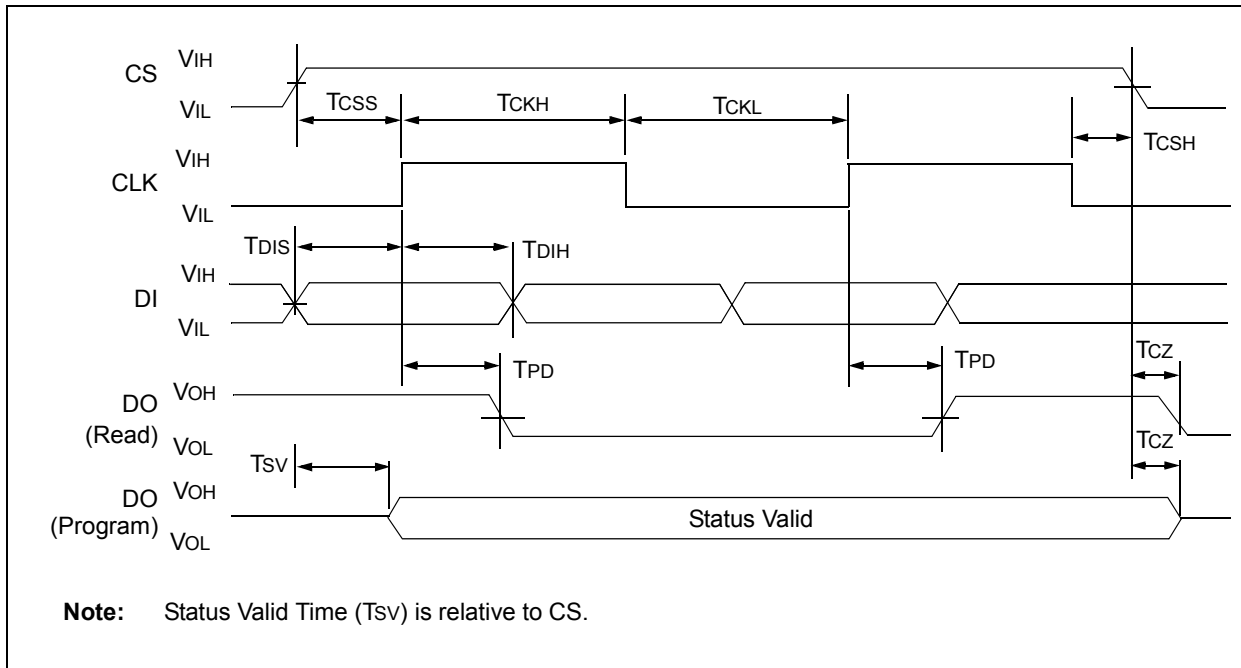 CS
VIH
VIL
TCSS
TCKH
TCKL
TCSH
CLK
VIH
VIL
TDIS
TDIH
DI
VIH
VIL
TPD
TPD
TCZ
DO
(Read)
VOH
VOL
TSV
TCZ
DO
(Program)
VOH
VOL
Status Valid
Note: Status Valid Time (TSV) is relative to CS.